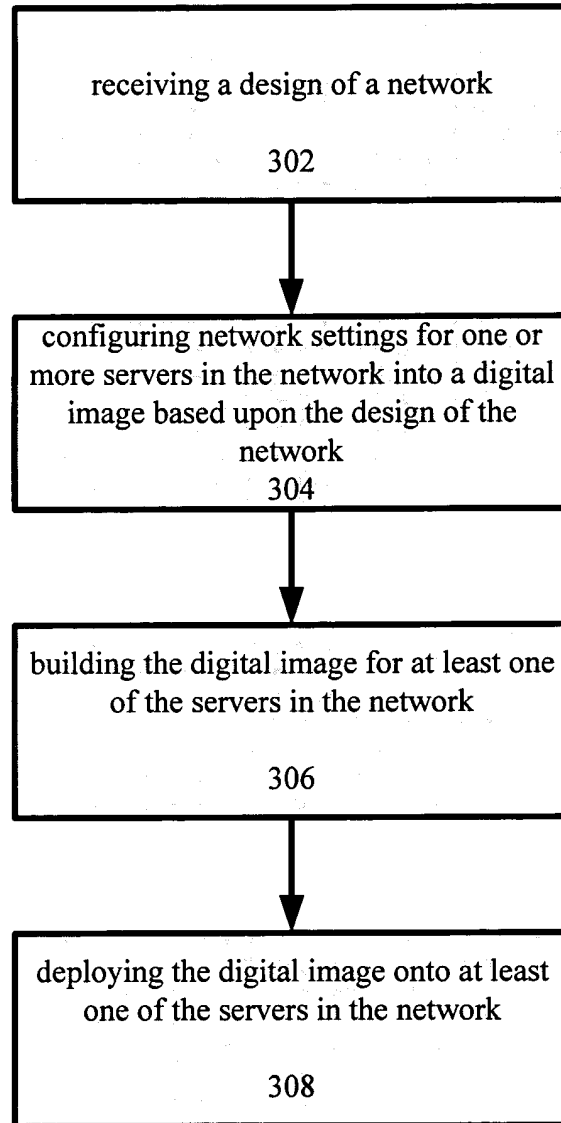 receiving a design of a network
302
configuring network settings for one or
more servers in the network into a digital
image based upon the design of the
network
304
building the digital image for at least one
of the servers in the network
306
deploying the digital image onto at least
one of the servers in the network
308